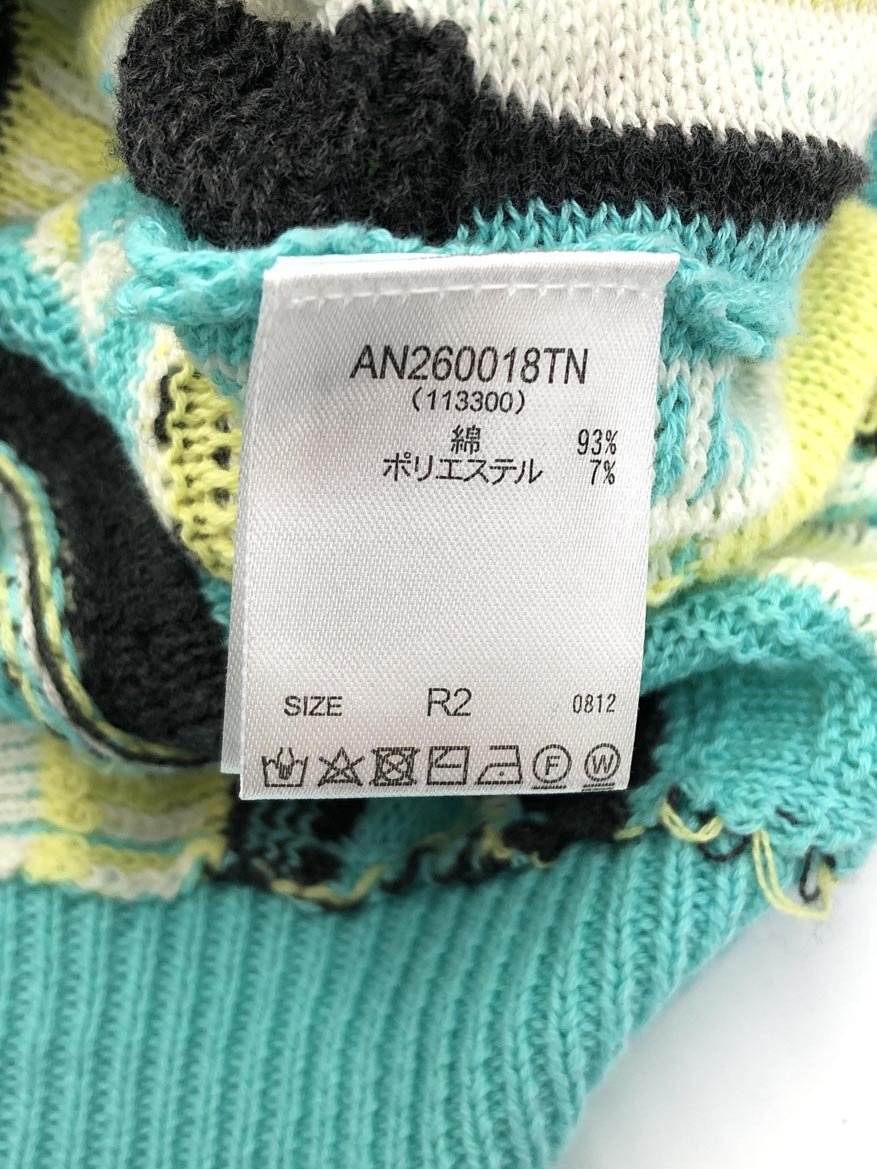 AN260018TN
(113300)
綿 93%
ポリエステル 7%
SIZE R2 0812
F W